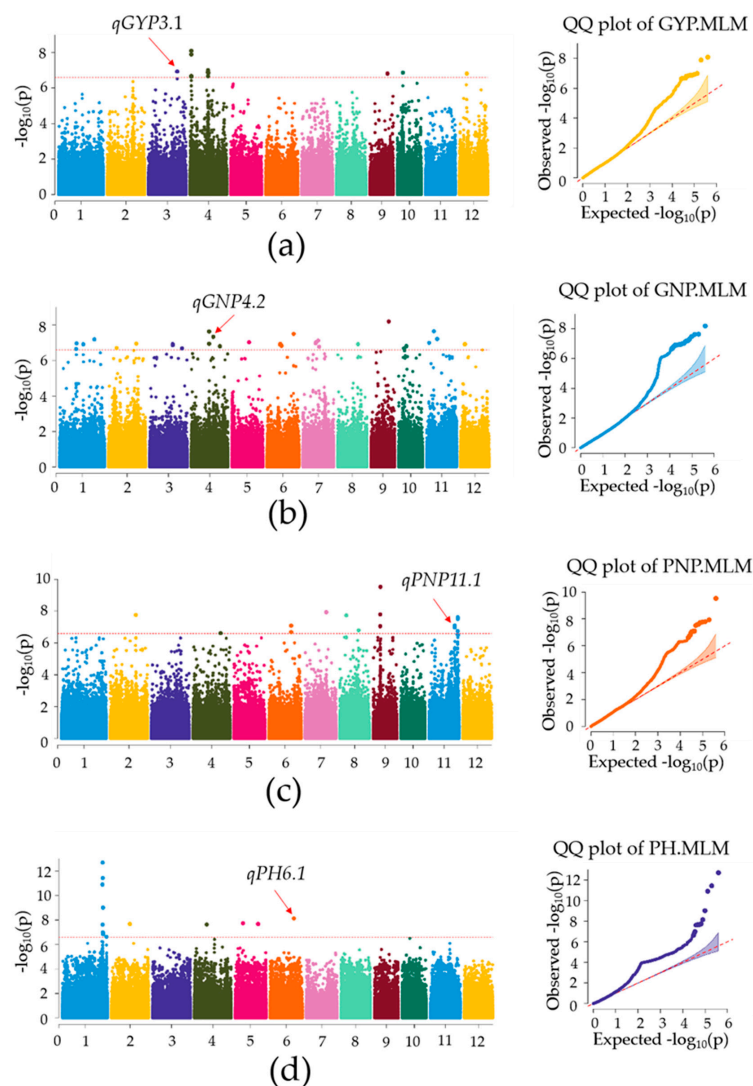 qGYP3.1
QQ plot of GYP.MLM
8
6
4
2
0
-log10(p)
0 1 2 3 4 5 6 7 8 9 10 11 12
8
6
4
2
0
Observed -log10(p)
0 1 2 3 4 5 6
Expected -log10(p)
(a)
qGNP4.2
QQ plot of GNP.MLM
8
6
4
2
0
-log10(p)
0 1 2 3 4 5 6 7 8 9 10 11 12
8
6
4
2
0
Observed -log10(p)
0 1 2 3 4 5 6
Expected -log10(p)
(b)
qPNP11.1
QQ plot of PNP.MLM
10
8
6
4
2
0
-log10(p)
0 1 2 3 4 5 6 7 8 9 10 11 12
10
8
6
4
2
0
Observed -log10(p)
0 1 2 3 4 5 6
Expected -log10(p)
(c)
qPH6.1
QQ plot of PH.MLM
12
10
8
6
4
2
0
-log10(p)
0 1 2 3 4 5 6 7 8 9 10 11 12
12
10
8
6
4
2
0
Observed -log10(p)
0 1 2 3 4 5 6
Expected -log10(p)
(d)